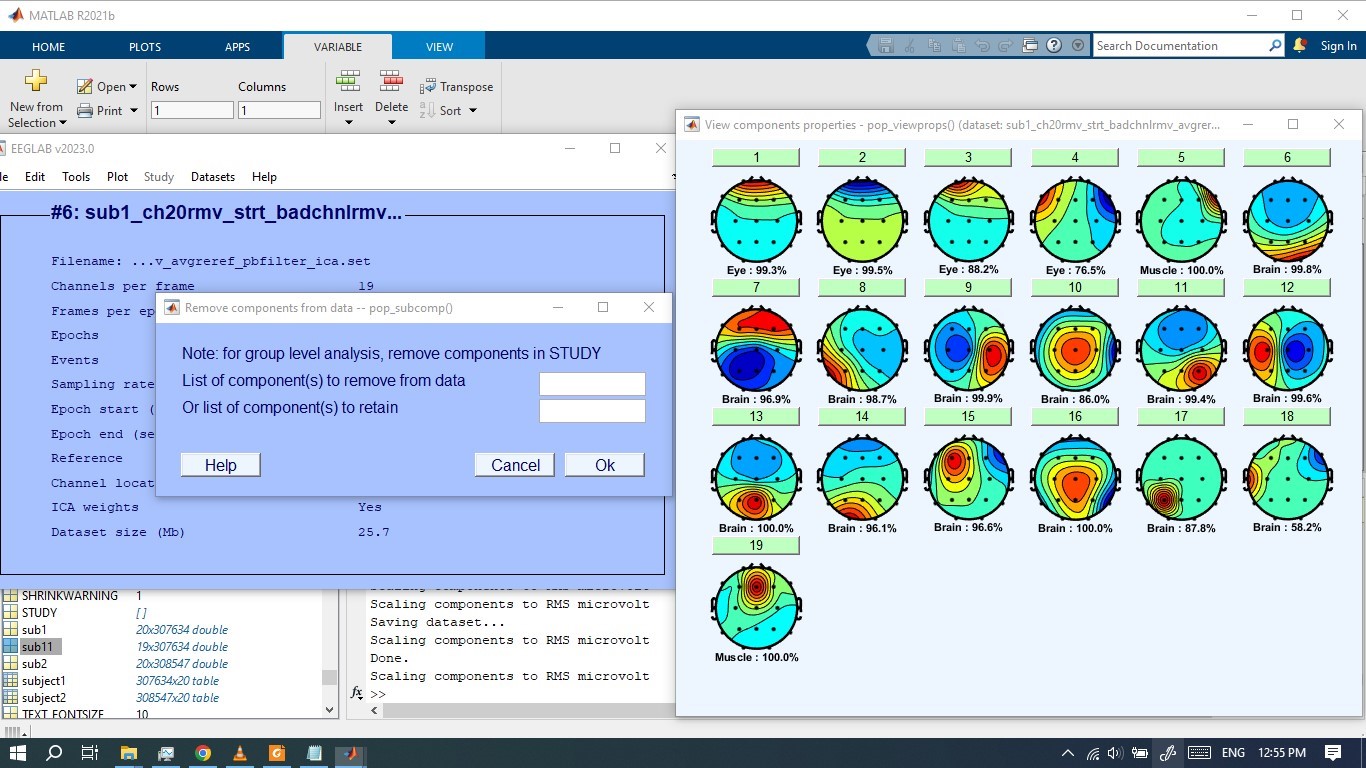 MATLAB R2021b
HOME PLOTS APPS VARIABLE VIEW
Search Documentation
Sign In
New from Selection
Open
Print
Rows
1
Columns
1
Insert
Delete
Transpose
Sort
EEGLAB v2023.0
Edit Tools Plot Study Datasets Help
#6: sub1_ch20rmv_strt_badchnlrmv...
Filename: ...v_avgreref_pbfilter_ica.set
Channels per frame 19
Frames per ep
Epochs
Events
Sampling rate
Epoch start (
Epoch end (se
Reference
Channel locat
ICA weights Yes
Dataset size (Mb) 25.7
Remove components from data -- pop_subcomp()
Note: for group level analysis, remove components in STUDY
List of component(s) to remove from data
Or list of component(s) to retain
Help Cancel Ok
View components properties - pop_viewprops() (dataset: sub1_ch20rmv_strt_badchnlrmv_avgrer...
1 2 3 4 5 6
Eye : 99.3% Eye : 99.5% Eye : 88.2% Eye : 76.5% Muscle : 100.0% Brain : 99.8%
7 8 9 10 11 12
Brain : 96.9% Brain : 98.7% Brain : 99.9% Brain : 86.0% Brain : 99.4% Brain : 99.6%
13 14 15 16 17 18
Brain : 100.0% Brain : 96.1% Brain : 96.6% Brain : 100.0% Brain : 87.8% Brain : 58.2%
19
Muscle : 100.0%
SHRINKWARNING 1
STUDY []
sub1 20x307634 double
sub11 19x307634 double
sub2 20x308547 double
subject1 307634x20 table
subject2 308547x20 table
TEXT_FONTSIZE 10
Scaling components to RMS microvolt
Scaling components to RMS microvolt
Saving dataset...
Scaling components to RMS microvolt
Done.
Scaling components to RMS microvolt
fx >>
ENG 12:55 PM